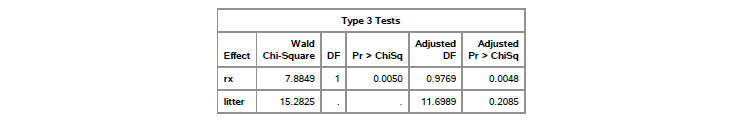 Type 3 Tests
Effect Wald Chi-Square DF Pr > ChiSq Adjusted DF Adjusted Pr > ChiSq
rx 7.8849 1 0.0050 0.9769 0.0048
litter 15.2825 . . 11.6989 0.2085